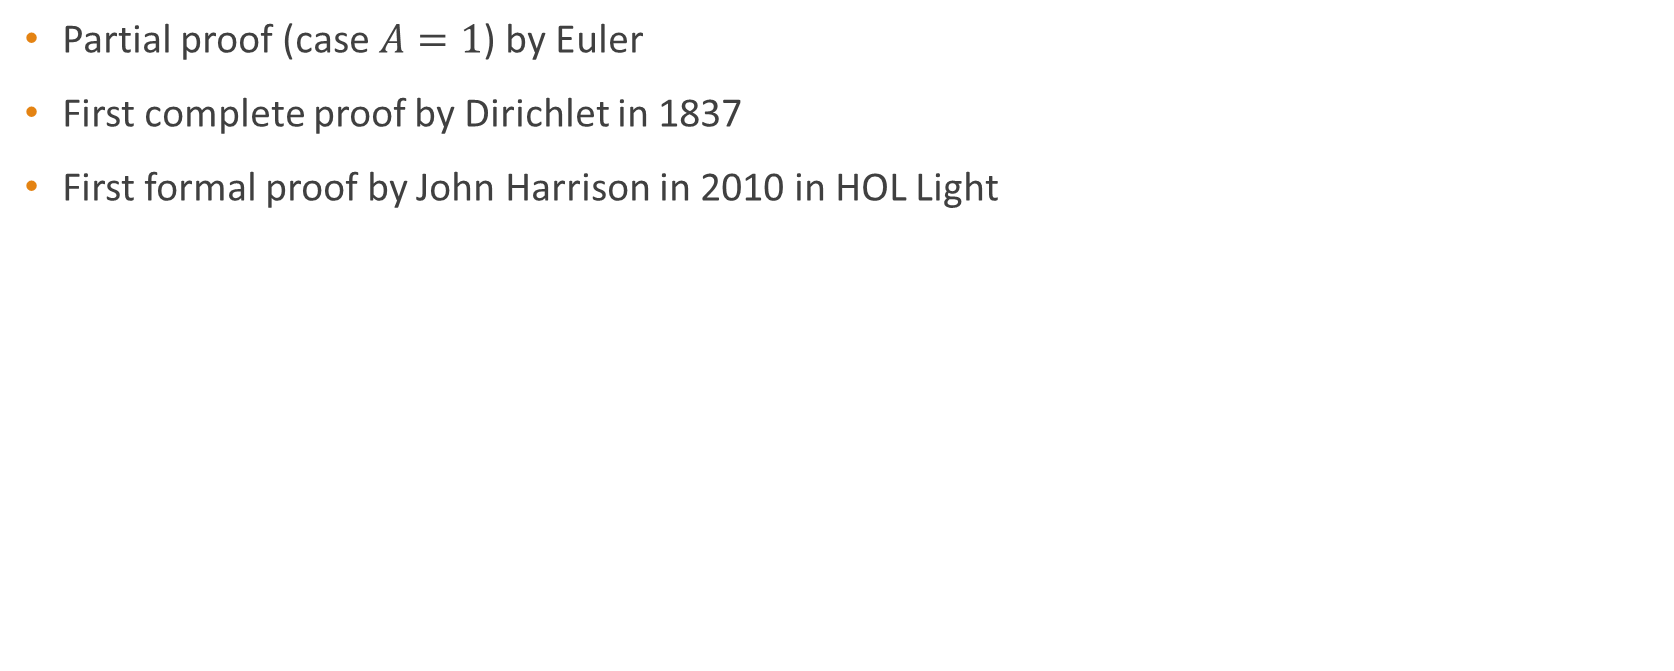 • Partial proof (case 𝐴 = 1) by Euler
• First complete proof by Dirichlet in 1837
• First formal proof by John Harrison in 2010 in HOL Light